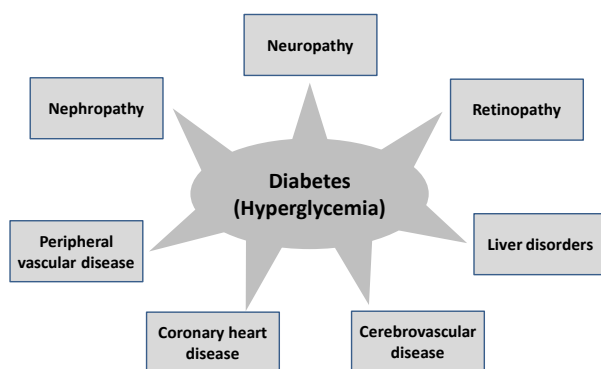 Neuropathy
Nephropathy
Retinopathy
Diabetes
(Hyperglycemia)
Peripheral
vascular disease
Liver disorders
Coronary heart
disease
Cerebrovascular
disease